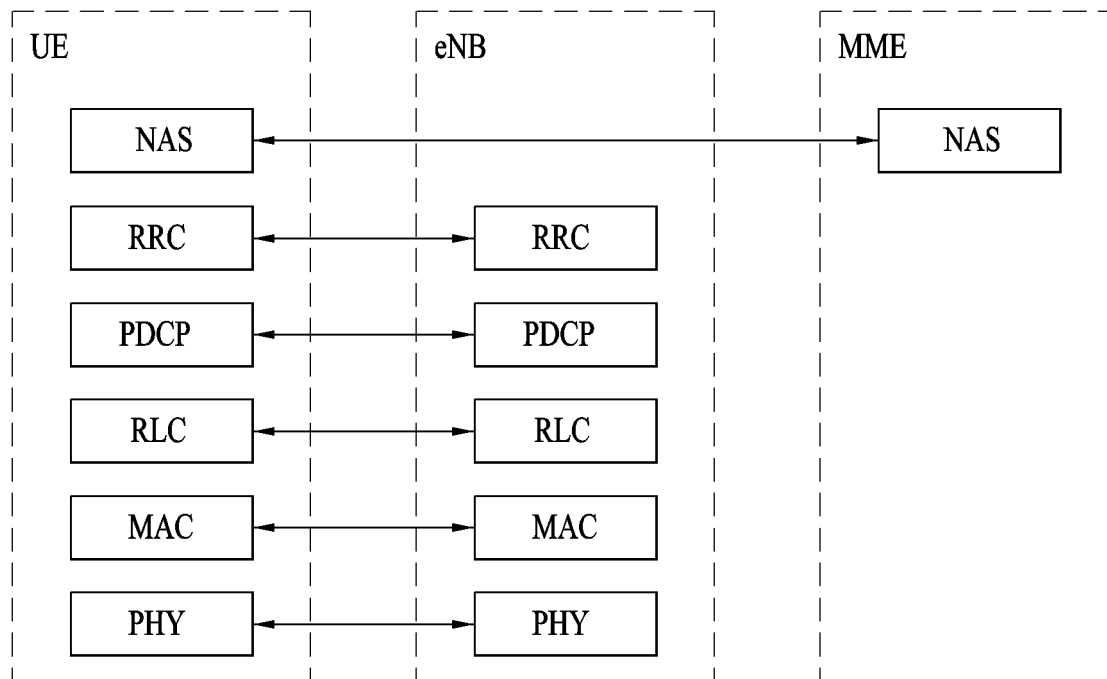 UE eNB MME
NAS NAS
RRC RRC
PDCP PDCP
RLC RLC
MAC MAC
PHY PHY